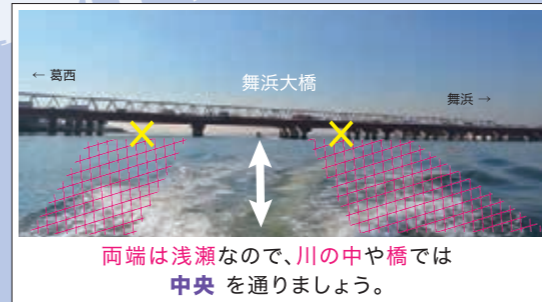 ← 葛西
舞浜大橋
舞浜 →
両端は浅瀬なので、川の中や橋では
中央 を通りましょう。